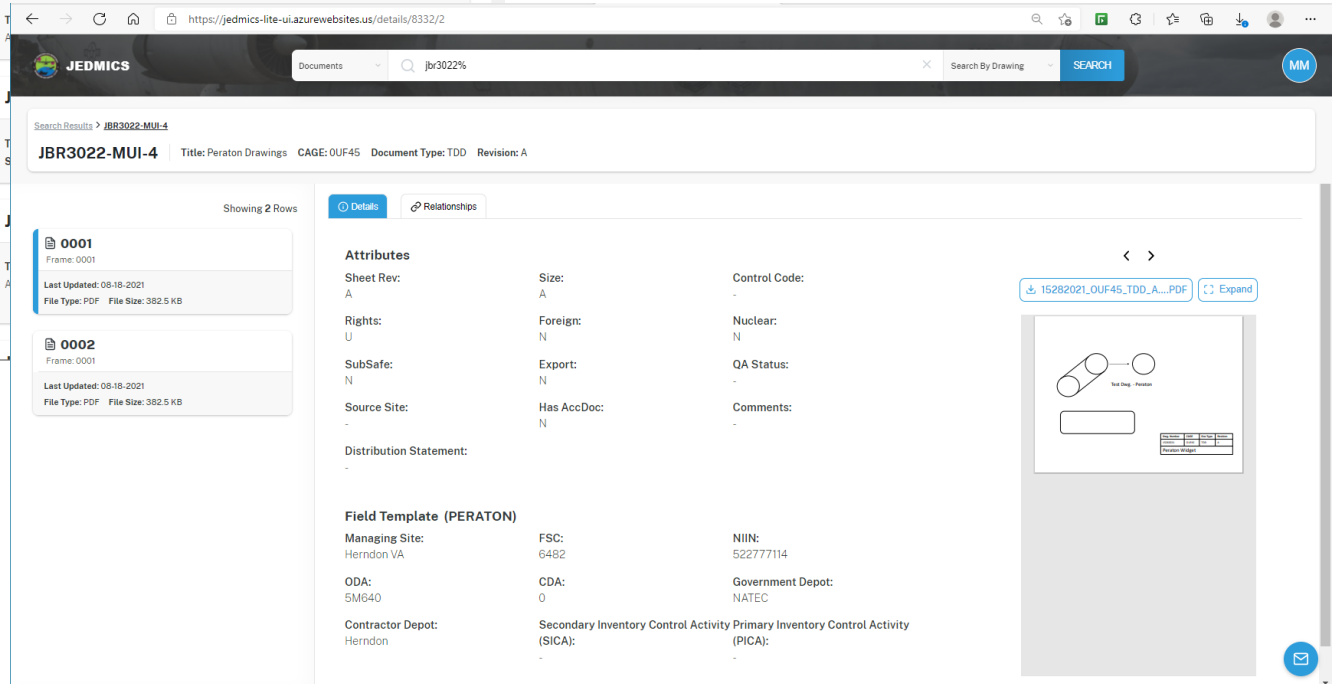 https://jedmics-lite-ui.azurewebsites.us/details/8332/2
JEDMICS
Documents
jbr3022%
Search By Drawing
SEARCH
MM
Search Results > JBR3022-MUI-4
JBR3022-MUI-4
Title: Peraton Drawings CAGE: 0UF45 Document Type: TDD Revision: A
Showing 2 Rows
0001
Frame: 0001
Last Updated: 08-18-2021
File Type: PDF File Size: 382.5 KB
0002
Frame: 0001
Last Updated: 08-18-2021
File Type: PDF File Size: 382.5 KB
Details
Relationships
Attributes
Sheet Rev:
A
Size:
A
Control Code:
-
Rights:
U
Foreign:
N
Nuclear:
N
SubSafe:
N
Export:
N
QA Status:
-
Source Site:
-
Has AccDoc:
N
Comments:
-
Distribution Statement:
-
Field Template (PERATON)
Managing Site:
Herndon VA
FSC:
6482
NIIN:
522777114
ODA:
5M640
CDA:
0
Government Depot:
NATEC
Contractor Depot:
Herndon
Secondary Inventory Control Activity
(SICA):
-
Primary Inventory Control Activity
(PICA):
-
15282021_OUF45_TDD_A....PDF
Expand
Test Dwg. - Peraton
Peraton Widget